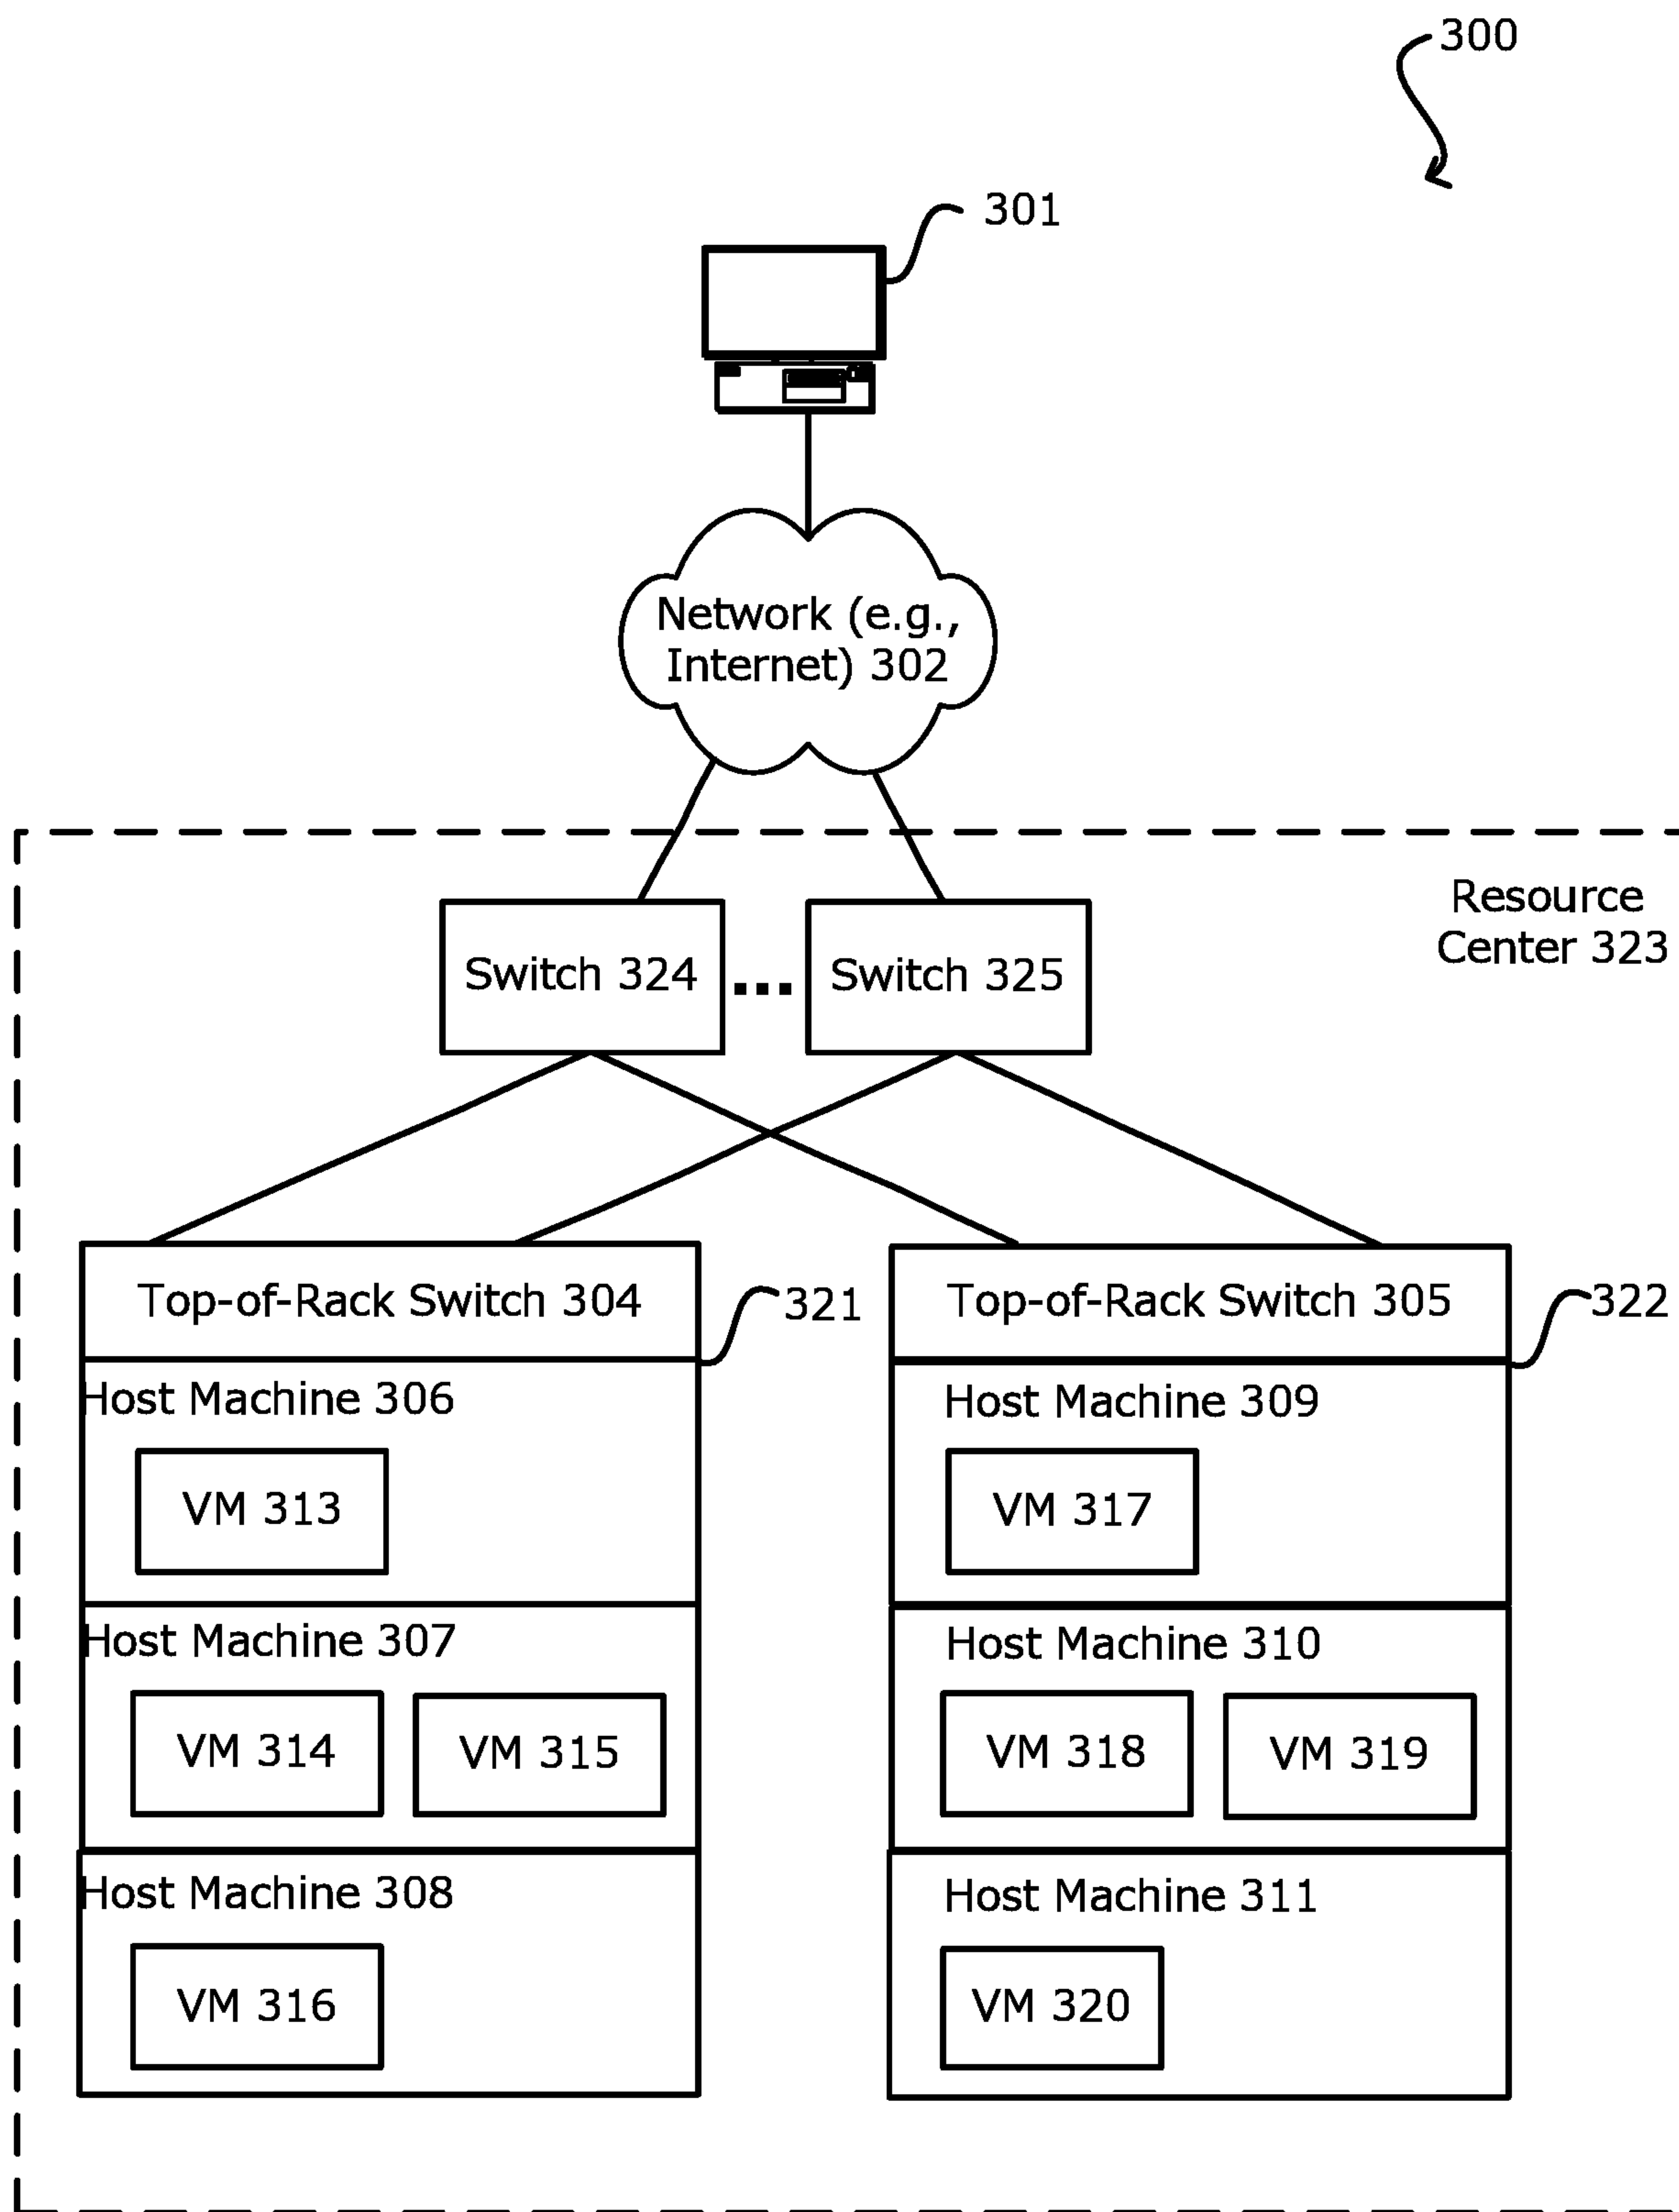 300
301
Network (e.g.,
Internet) 302
Resource
Center 323
Switch 324
...
Switch 325
Top-of-Rack Switch 304
321
Top-of-Rack Switch 305
322
Host Machine 306
VM 313
Host Machine 309
VM 317
Host Machine 307
VM 314
VM 315
Host Machine 310
VM 318
VM 319
Host Machine 308
VM 316
Host Machine 311
VM 320